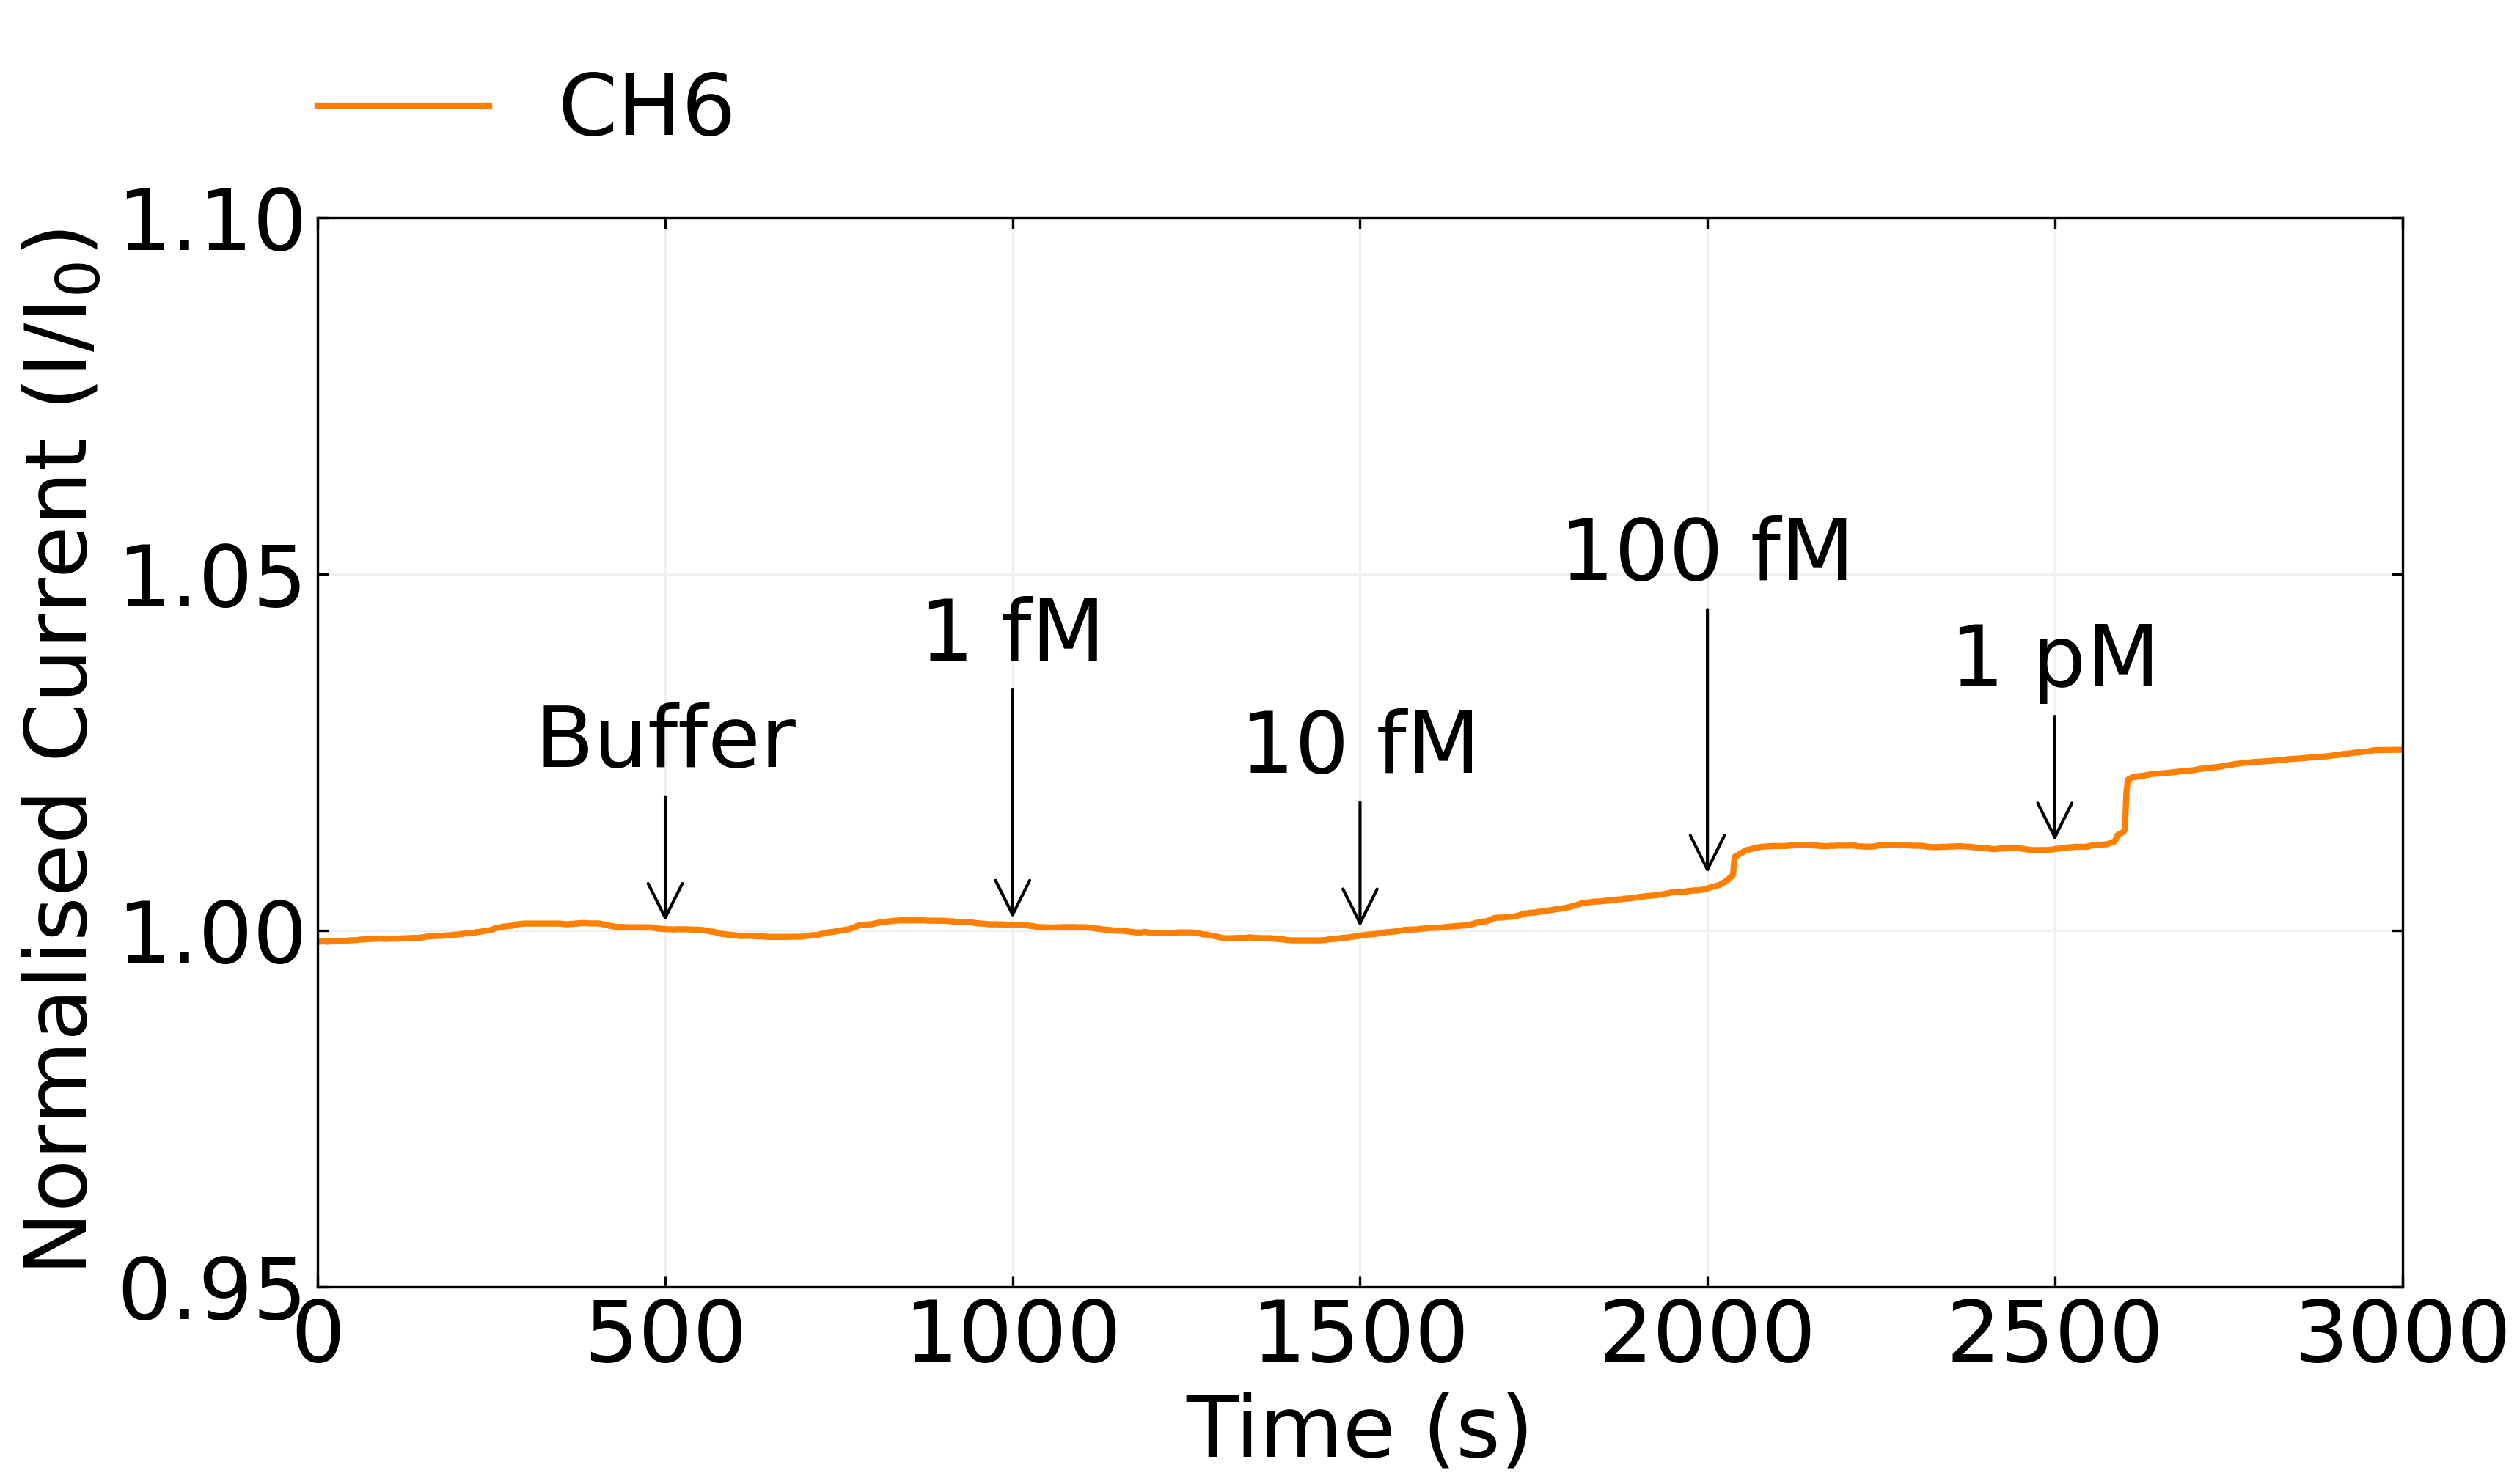 CH6
Normalised Current (I/I₀)
1.10
1.05
1.00
0.95
100 fM
1 fM
1 pM
Buffer
10 fM
0
500
1000
1500
2000
2500
3000
Time (s)